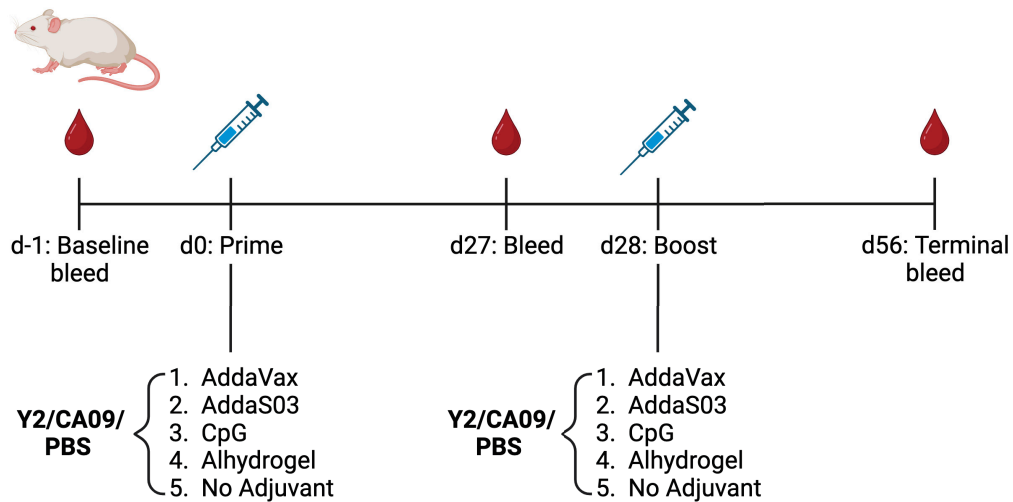 d-1: Baseline
bleed
d0: Prime
d27: Bleed
d28: Boost
d56: Terminal
bleed
Y2/CA09/
PBS
1. AddaVax
2. AddaS03
3. CpG
4. Alhydrogel
5. No Adjuvant
Y2/CA09/
PBS
1. AddaVax
2. AddaS03
3. CpG
4. Alhydrogel
5. No Adjuvant